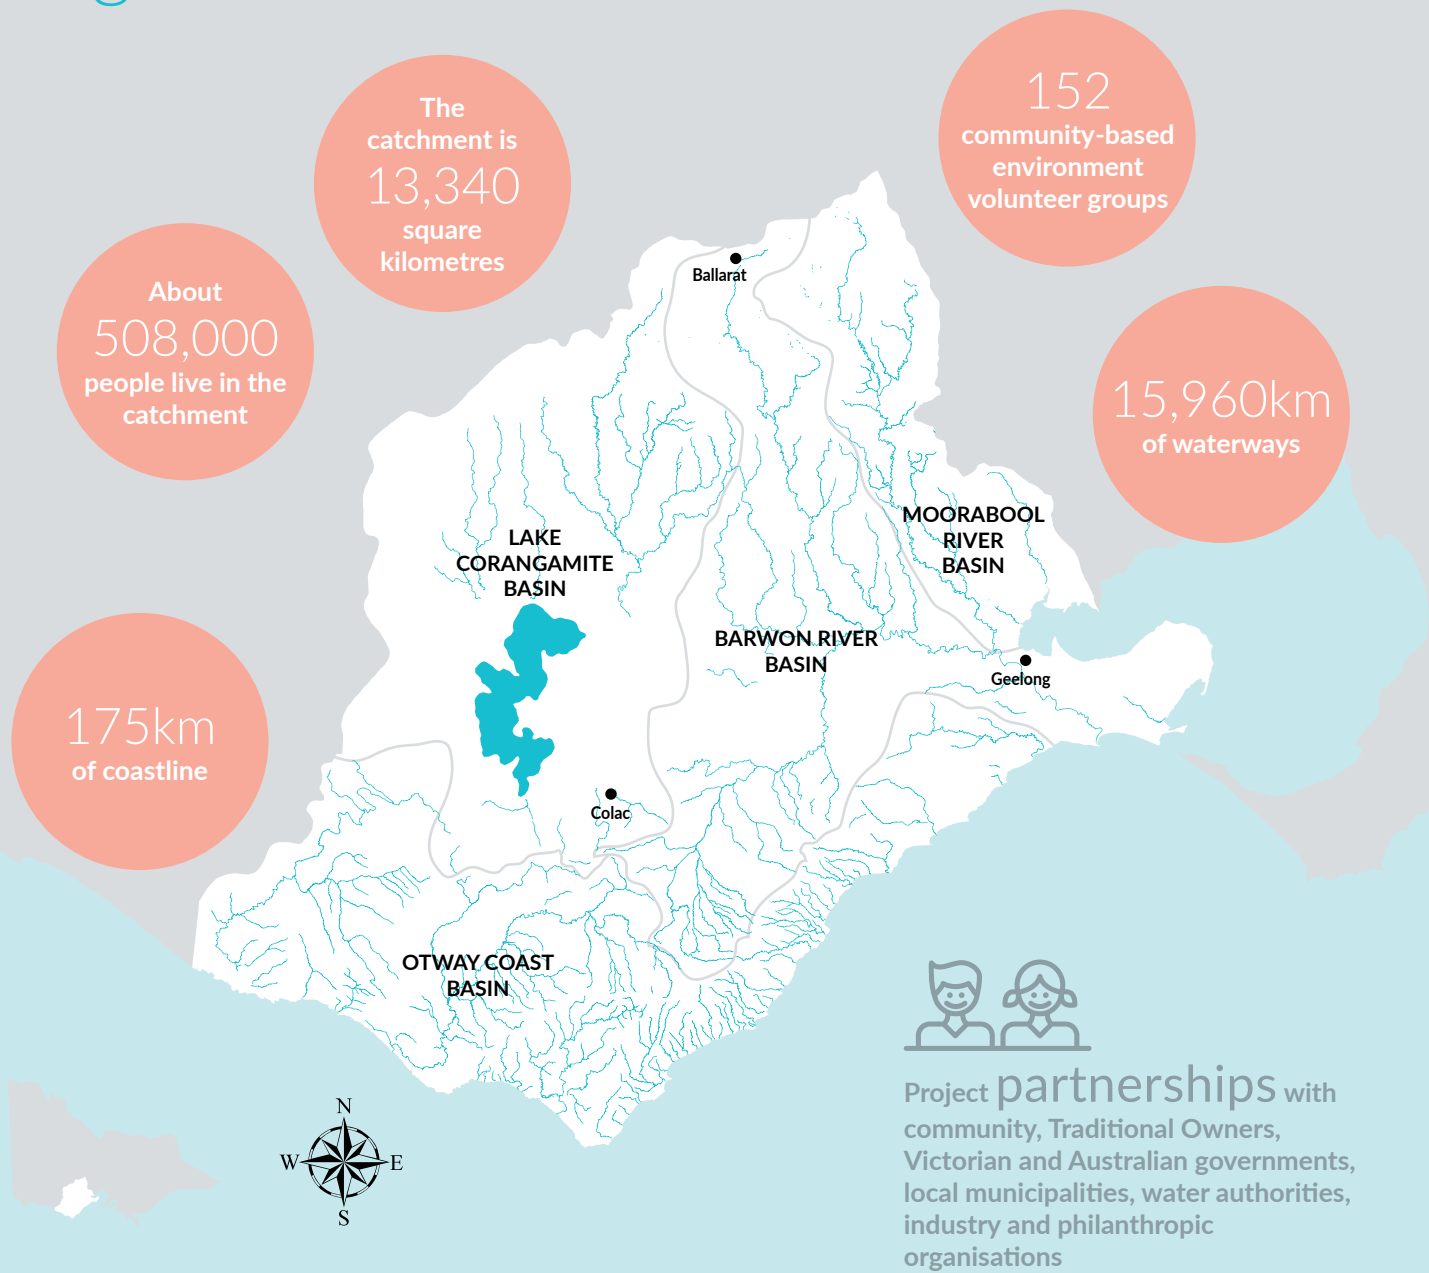 The
catchment is
13,340
square
kilometres
152
community-based
environment
volunteer groups
About
508,000
people live in the
catchment
15,960km
of waterways
175km
of coastline
Ballarat
LAKE
CORANGAMITE
BASIN
MOORABOOL
RIVER
BASIN
BARWON RIVER
BASIN
Geelong
Colac
OTWAY COAST
BASIN
N
W
E
S
Project partnerships with
community, Traditional Owners,
Victorian and Australian governments,
local municipalities, water authorities,
industry and philanthropic
organisations